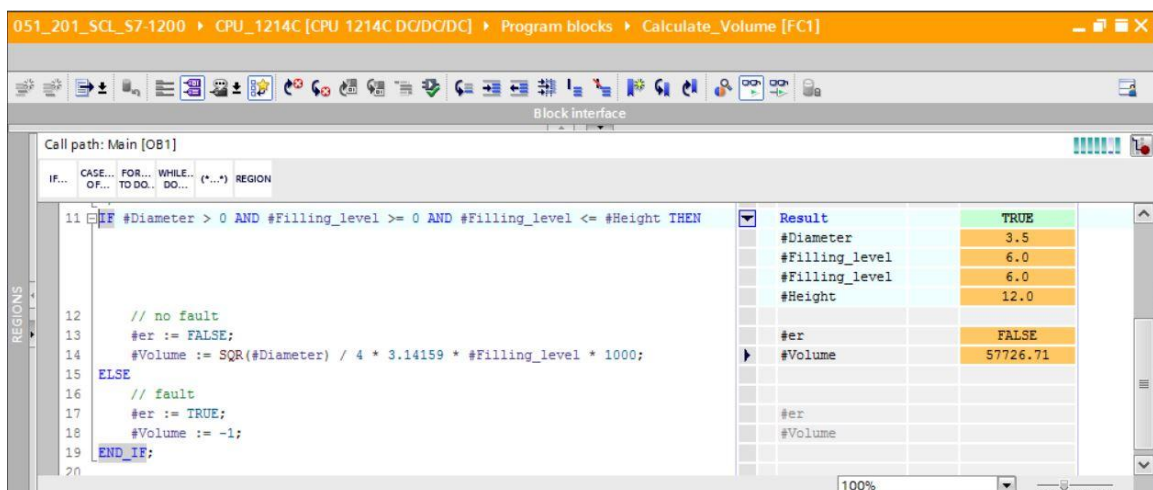 051_201_SCL_S7-1200 ▸ CPU_1214C [CPU 1214C DC/DC/DC] ▸ Program blocks ▸ Calculate_Volume [FC1]
Block interface
Call path: Main [OB1]
IF... CASE... OF... FOR... TO DO.. WHILE.. DO... (*...*) REGION
REGIONS
11 IF #Diameter > 0 AND #Filling_level >= 0 AND #Filling_level <= #Height THEN Result TRUE
#Diameter 3.5
#Filling_level 6.0
#Filling_level 6.0
#Height 12.0
12 // no fault
13 #er := FALSE; #er FALSE
14 #Volume := SQR(#Diameter) / 4 * 3.14159 * #Filling_level * 1000; #Volume 57726.71
15 ELSE
16 // fault
17 #er := TRUE; #er
18 #Volume := -1; #Volume
19 END_IF;
20
100%